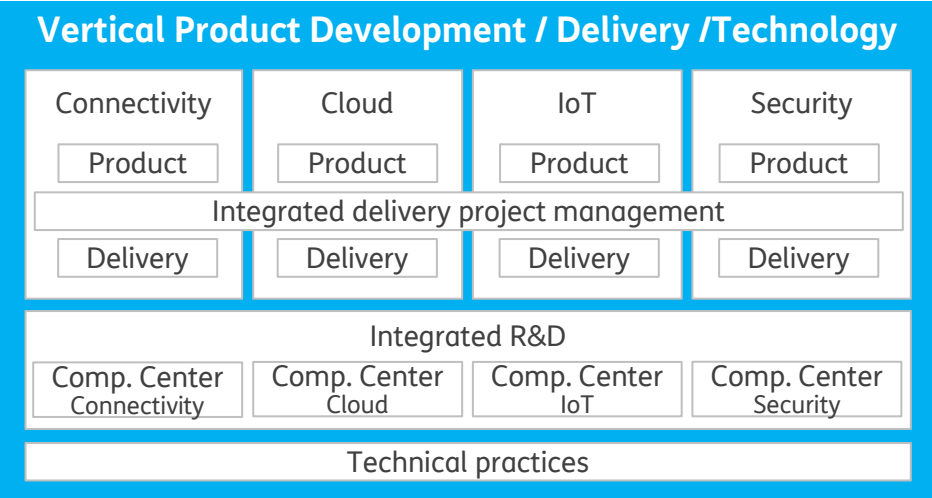 Vertical Product Development / Delivery /Technology
Connectivity
Cloud
IoT
Security
Product
Product
Product
Product
Integrated delivery project management
Delivery
Delivery
Delivery
Delivery
Integrated R&D
Comp. Center
Connectivity
Comp. Center
Cloud
Comp. Center
IoT
Comp. Center
Security
Technical practices